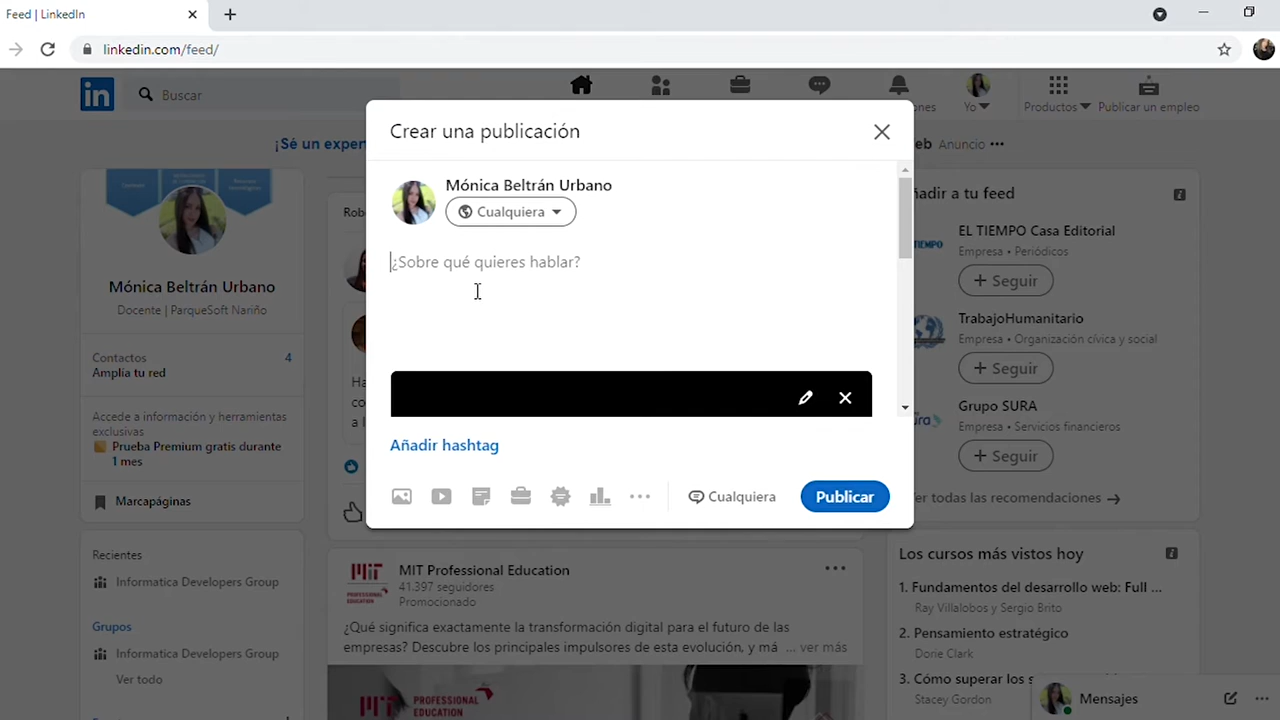 Feed | LinkedIn
linkedin.com/feed/
in
Buscar
Yo
Productos
Publicar un empleo
¡Sé un
Anuncio
Crear una publicación
Mónica Beltrán Urbano
Cualquiera
¿Sobre qué quieres hablar?
Añadir hashtag
Cualquiera
Publicar
Mónica Beltrán Urbano
Docente | ParqueSoft Nariño
Contactos 4
Amplía tu red
Accede a información y herramientas
exclusivas
Prueba Premium gratis durante
1 mes
Marcapáginas
Recientes
Informatica Developers Group
Grupos
Informatica Developers Group
Ver todo
MIT Professional Education
41.397 seguidores
Promocionado
¿Qué significa exactamente la transformación digital para el futuro de las
empresas? Descubre los principales impulsores de esta evolución, y má ... ver más
MIT
PROFESSIONAL
EDUCATION
PROFESSIONAL
EDUCATION
a tu feed
EL TIEMPO Casa Editorial
Empresa • Periódicos
+ Seguir
TrabajoHumanitario
Organización cívica y social
+ Seguir
Grupo SURA
Empresa • Servicios financieros
+ Seguir
todas las recomendaciones →
Los cursos más vistos hoy
1. Fundamentos del desarrollo web: Full ...
Ray Villalobos y Sergio Brito
2. Pensamiento estratégico
Dorie Clark
3. Cómo superar los
Stacey Gordon
Mensajes